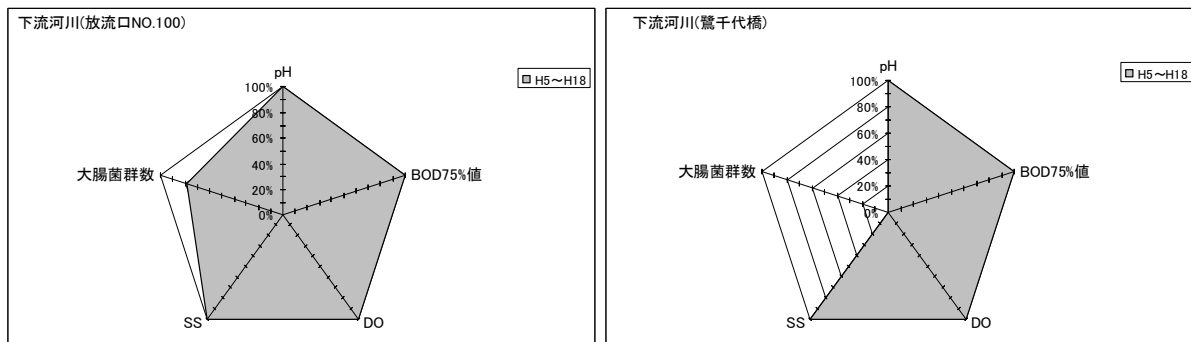 下流河川(放流口NO.100)
pH
H5～H18
100%
80%
60%
40%
20%
0%
大腸菌群数
BOD75%値
SS
DO
下流河川(鷺千代橋)
pH
H5～H18
100%
80%
60%
40%
20%
0%
大腸菌群数
BOD75%値
SS
DO